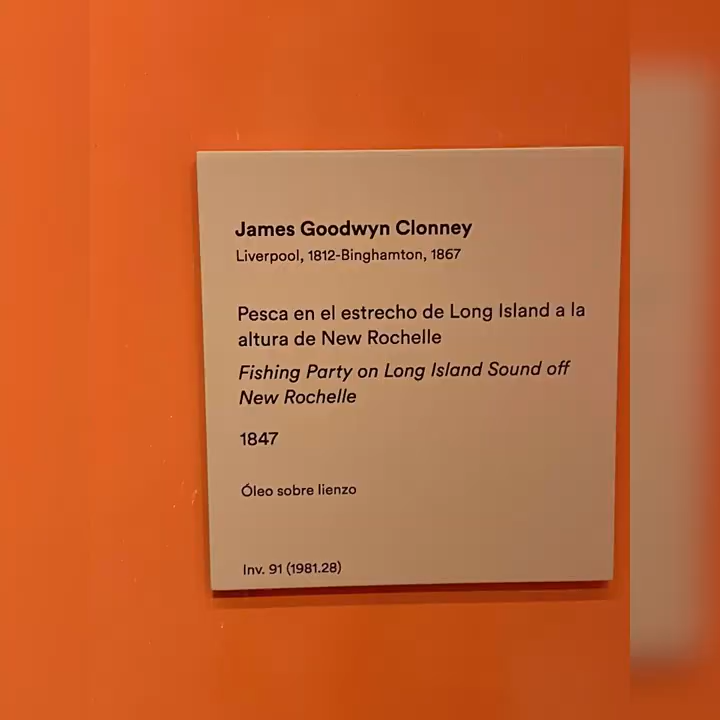 James Goodwyn Clonney
Liverpool, 1812-Binghamton, 1867
Pesca en el estrecho de Long Island a la
altura de New Rochelle
Fishing Party on Long Island Sound off
New Rochelle
1847
Óleo sobre lienzo
Inv. 91 (1981.28)